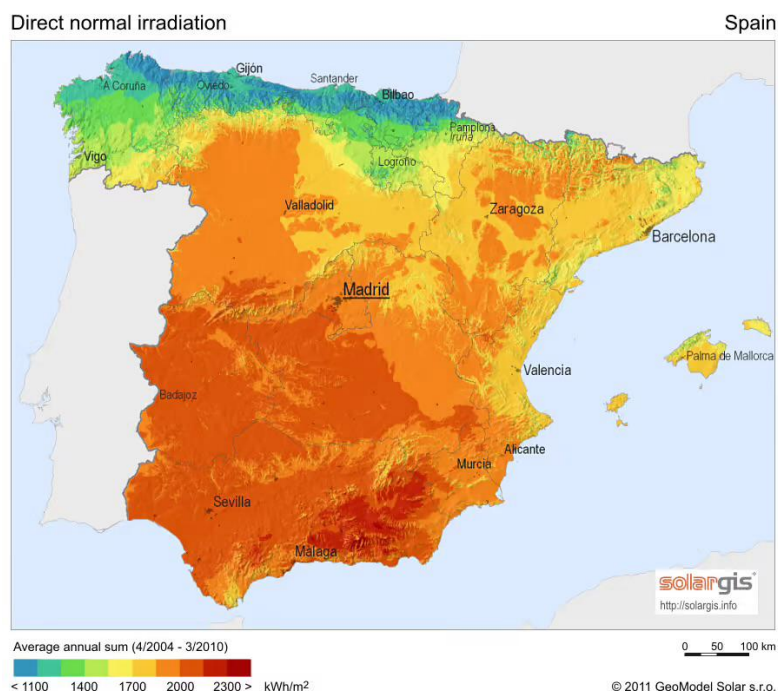 Direct normal irradiation
Spain
Gijón
A Coruña
Oviedo
Santander
Bilbao
Pamplona
Iruña
Vigo
Logroño
Valladolid
Zaragoza
Barcelona
Madrid
Palma de Mallorca
Valencia
Badajoz
Alicante
Murcia
Sevilla
Málaga
solargis
http://solargis.info
Average annual sum (4/2004 - 3/2010)
0 50 100 km
< 1100 1400 1700 2000 2300 > kWh/m²
© 2011 GeoModel Solar s.r.o.